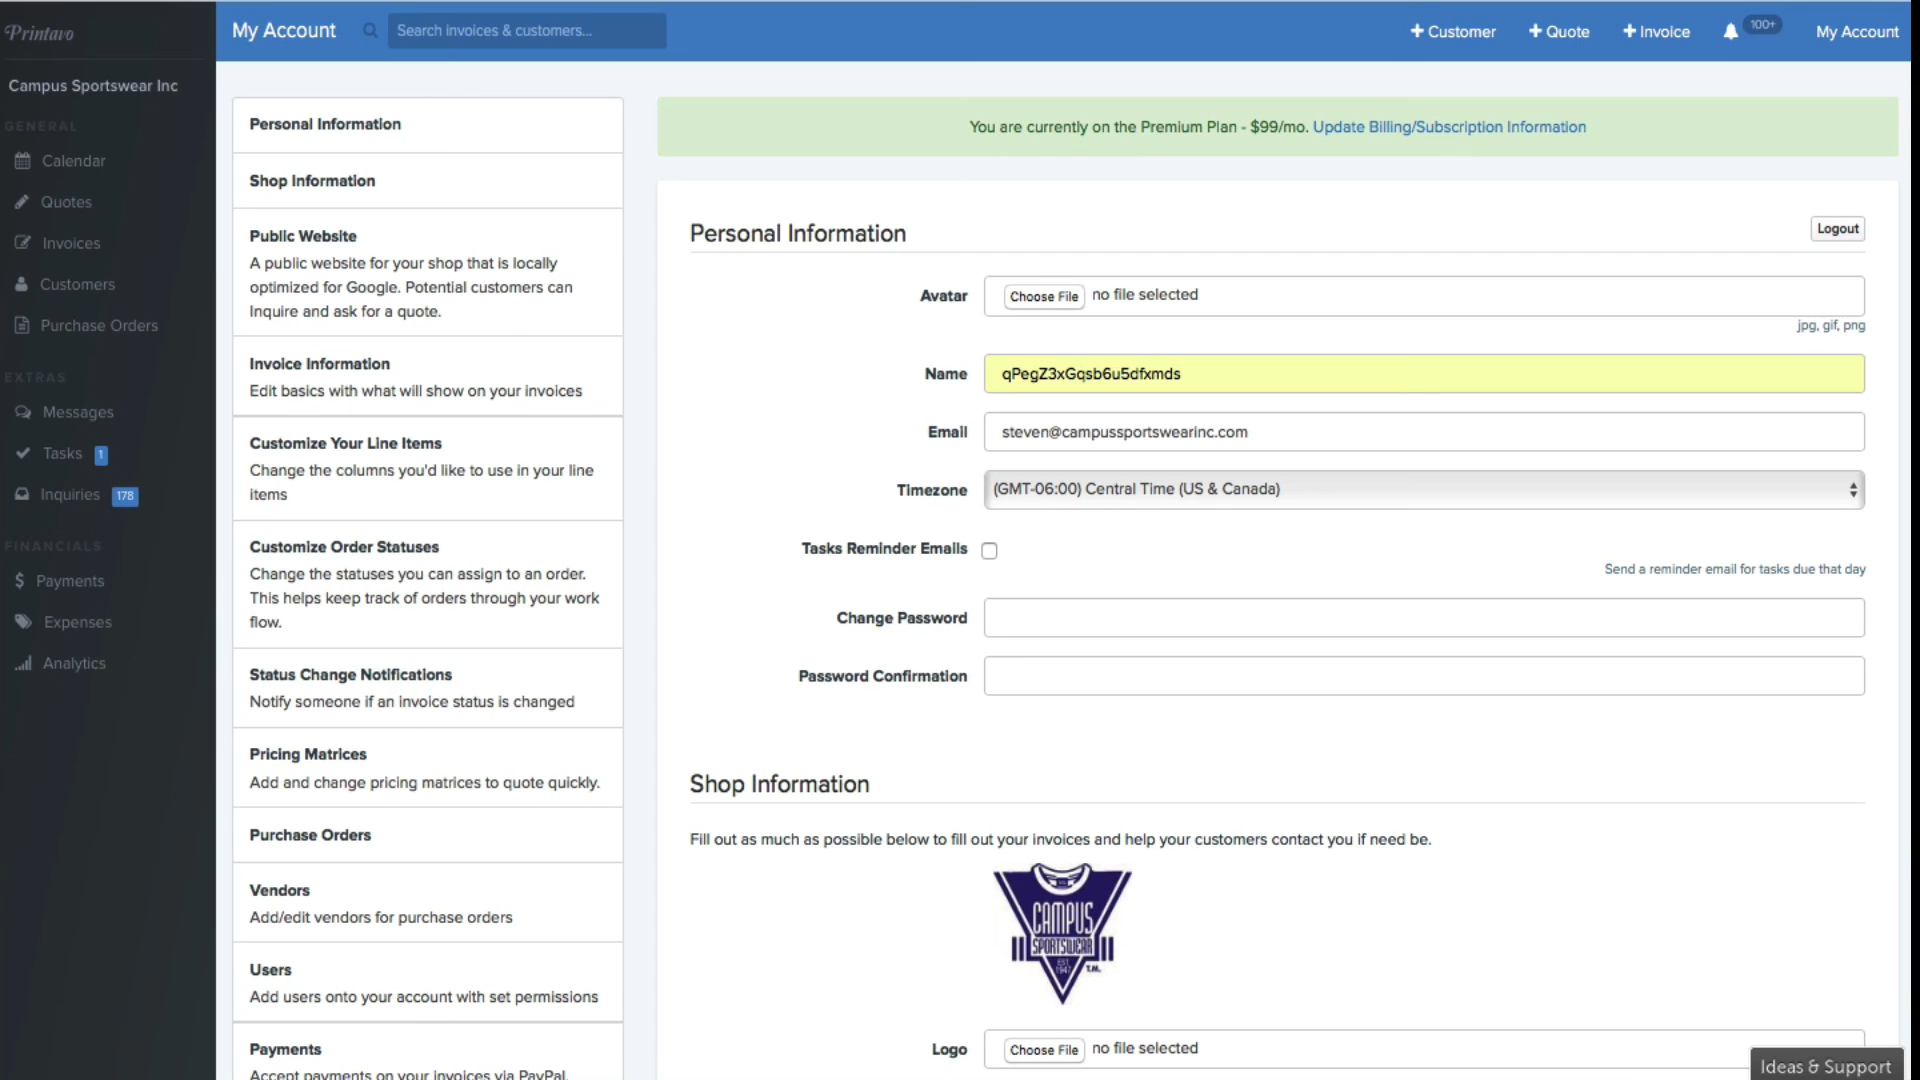 Printavo
My Account
Search invoices & customers...
Customer
Quote
Invoice
100+
My Account
Campus Sportswear Inc
GENERAL
Calendar
Quotes
Invoices
Customers
Purchase Orders
EXTRAS
Messages
Tasks 1
Inquiries 178
FINANCIALS
Payments
Expenses
Analytics
Personal Information
Shop Information
Public Website
A public website for your shop that is locally
optimized for Google. Potential customers can
Inquire and ask for a quote.
Invoice Information
Edit basics with what will show on your invoices
Customize Your Line Items
Change the columns you'd like to use in your line
items
Customize Order Statuses
Change the statuses you can assign to an order.
This helps keep track of orders through your work
flow.
Status Change Notifications
Notify someone if an invoice status is changed
Pricing Matrices
Add and change pricing matrices to quote quickly.
Purchase Orders
Vendors
Add/edit vendors for purchase orders
Users
Add users onto your account with set permissions
Payments
Accept payments on your invoices via PayPal,
You are currently on the Premium Plan - $99/mo. Update Billing/Subscription Information
Personal Information
Logout
Avatar Choose File no file selected
jpg, gif, png
Name qPegZ3xGqsb6u5dfxmds
Email steven@campussportswearinc.com
Timezone (GMT-06:00) Central Time (US & Canada)
Tasks Reminder Emails
Send a reminder email for tasks due that day
Change Password
Password Confirmation
Shop Information
Fill out as much as possible below to fill out your invoices and help your customers contact you if need be.
CAMPUS
SPORTSWEAR
EST.
1947 T.M.
Logo Choose File no file selected
Ideas & Support